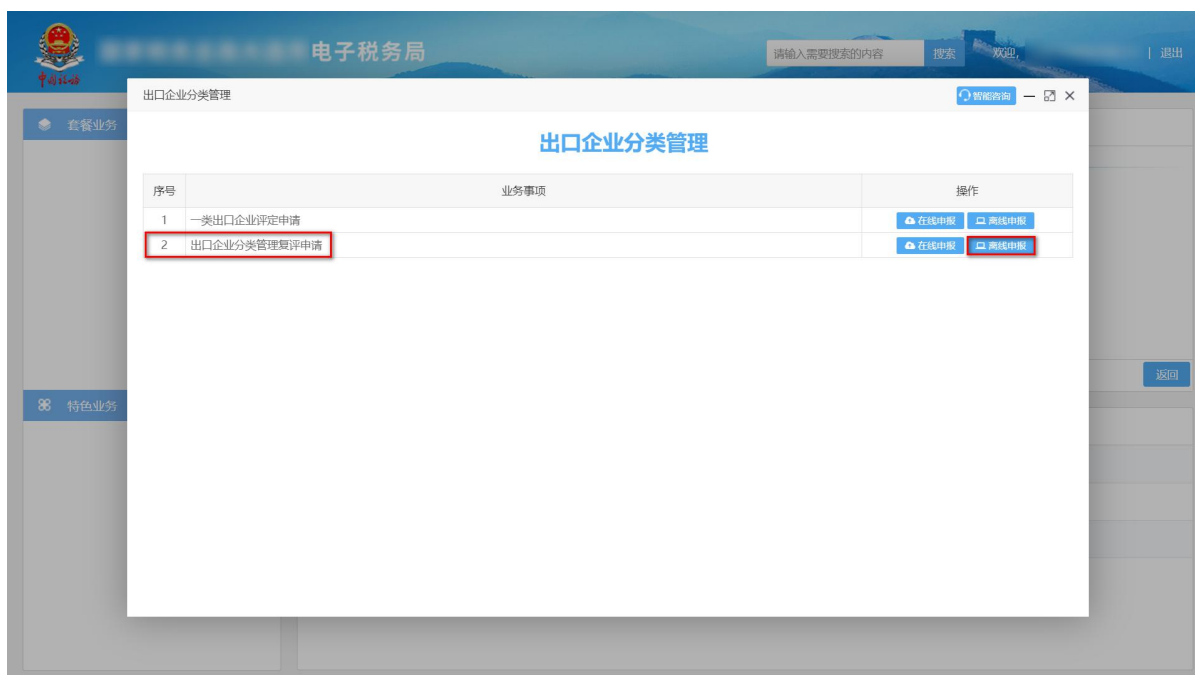 电子税务局
请输入需要搜索的内容
搜索
欢迎,
| 退出
中国税务
出口企业分类管理
智能咨询
套餐业务
出口企业分类管理
序号 业务事项 操作
1 一类出口企业评定申请 在线申报 离线申报
2 出口企业分类管理复评申请 在线申报 离线申报
返回
特色业务